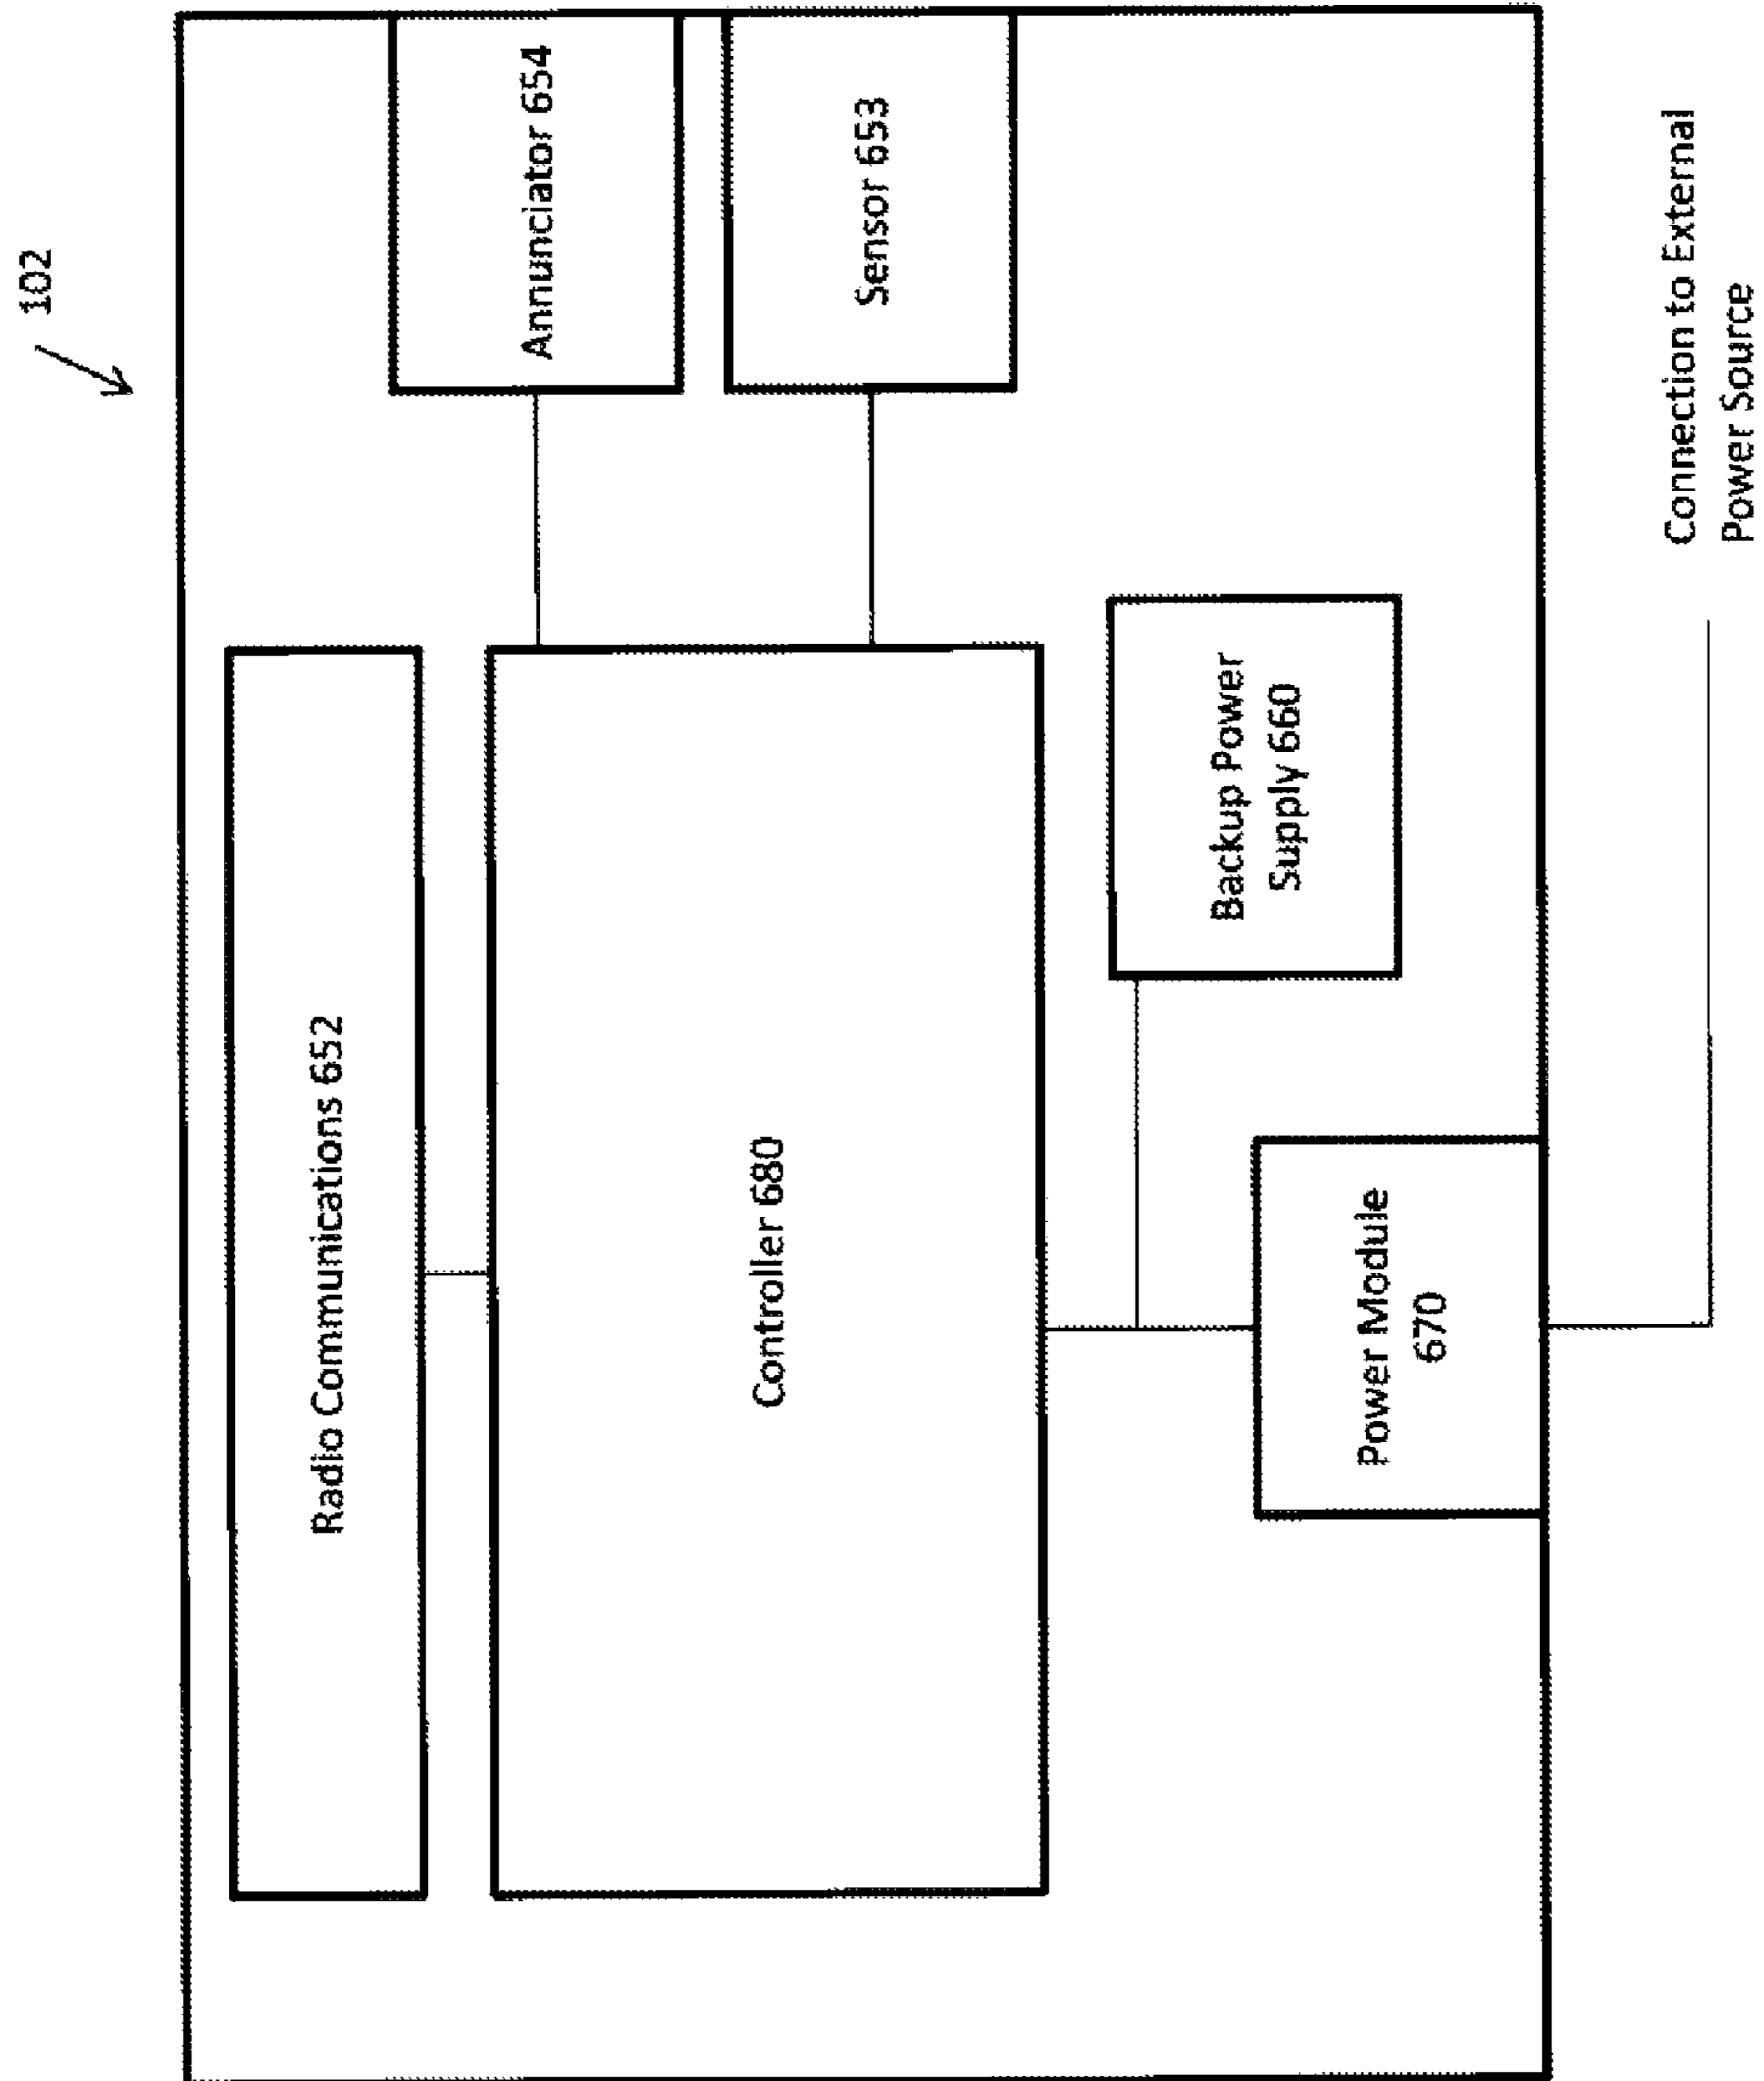 102
Radio Communications 652
Annunciator 654
Controller 680
Sensor 653
Backup Power
Supply 660
Power Module
670
Connection to External
Power Source